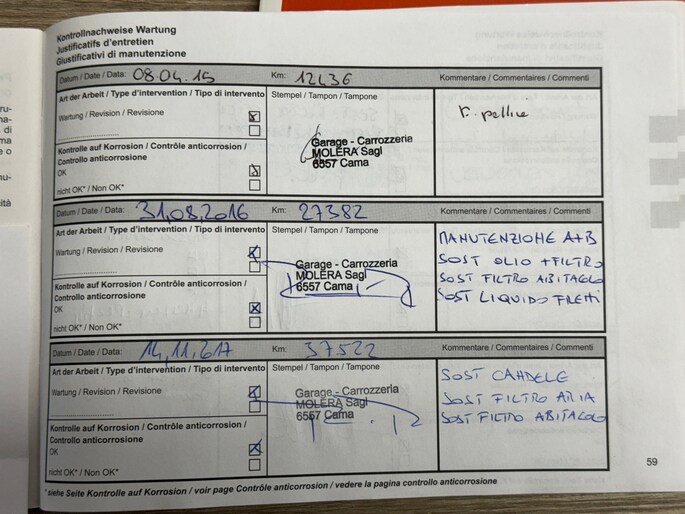 Kontrollnachweise Wartung
Justificatifs d'entretien
Giustificativi di manutenzione
Datum / Date / Data: 08.04.15 Km: 12436 Kommentare / Commentaires / Commenti
Art der Arbeit / Type d'intervention / Tipo di intervento
Stempel / Tampon / Tampone
Wartung / Revision / Revisione
Kontrolle auf Korrosion / Contrôle anticorrosion /
Controllo anticorrosione
OK
nicht OK* / Non OK*
Garage - Carrozzeria
MOLERA Sagl
6557 Cama
Datum / Date / Data: 31,08,2016 Km: 27382 Kommentare / Commentaires / Commenti
Art der Arbeit / Type d'intervention / Tipo di intervento
Stempel / Tampon / Tampone
Wartung / Revision / Revisione
Kontrolle auf Korrosion / Contrôle anticorrosion /
Controllo anticorrosione
OK
nicht OK* / Non OK*
Garage - Carrozzeria
MOLERA Sagl
6557 Cama
MANUTENZIONE A+B
SOST OLIO +FILTRO
SOST FILTRO ABITACOLO
SOST LIQUIDO FRENI
Datum / Date / Data: 14,11,2017 Km: 37522 Kommentare / Commentaires / Commenti
Art der Arbeit / Type d'intervention / Tipo di intervento
Stempel / Tampon / Tampone
Wartung / Revision / Revisione
Kontrolle auf Korrosion / Contrôle anticorrosion /
Controllo anticorrosione
OK
nicht OK* / Non OK*
Garage - Carrozzeria
MOLERA Sagl
6557 Cama
SOST CANDELE
SOST FILTRO ARIA
SOST FILTRO ABITACOLO
59
*siehe Seite Kontrolle auf Korrosion / voir page Contrôle anticorrosion / vedere la pagina controllo anticorrosione